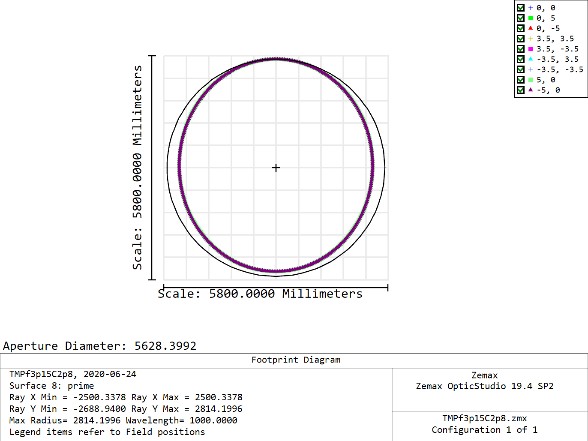 0, 0
0, 5
0, -5
3.5, 3.5
3.5, -3.5
-3.5, 3.5
-3.5, -3.5
5, 0
-5, 0
Scale: 5800.0000 Millimeters
Scale: 5800.0000 Millimeters
Aperture Diameter: 5628.3992
Footprint Diagram
TMPf3p15C2p8, 2020-06-24
Surface 8: prime
Ray X Min = -2500.3378 Ray X Max = 2500.3378
Ray Y Min = -2688.9400 Ray Y Max = 2814.1996
Max Radius= 2814.1996 Wavelength= 1000.0000
Legend items refer to Field positions
Zemax
Zemax OpticStudio 19.4 SP2
TMPf3p15C2p8.zmx
Configuration 1 of 1